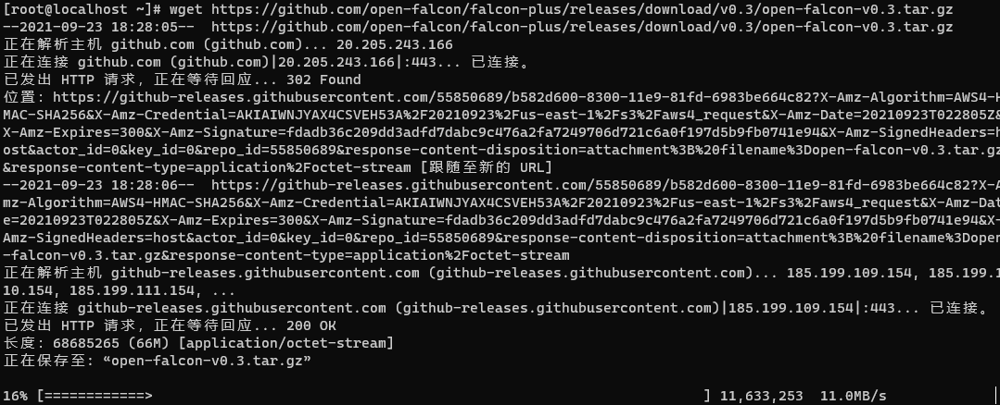 [root@localhost ~]# wget https://github.com/open-falcon/falcon-plus/releases/download/v0.3/open-falcon-v0.3.tar.gz
--2021-09-23 18:28:05--  https://github.com/open-falcon/falcon-plus/releases/download/v0.3/open-falcon-v0.3.tar.gz
正在解析主机 github.com (github.com)... 20.205.243.166
正在连接 github.com (github.com)|20.205.243.166|:443... 已连接。
已发出 HTTP 请求，正在等待回应... 302 Found
位置：https://github-releases.githubusercontent.com/55850689/b582d600-8300-11e9-81fd-6983be664c82?X-Amz-Algorithm=AWS4-H
MAC-SHA256&X-Amz-Credential=AKIAIWNJYAX4CSVEH53A%2F20210923%2Fus-east-1%2Fs3%2Faws4_request&X-Amz-Date=20210923T022805Z&
X-Amz-Expires=300&X-Amz-Signature=fdadb36c209dd3adfd7dabc9c476a2fa7249706d721c6a0f197d5b9fb0741e94&X-Amz-SignedHeaders=h
ost&actor_id=0&key_id=0&repo_id=55850689&response-content-disposition=attachment%3B%20filename%3Dopen-falcon-v0.3.tar.gz
&response-content-type=application%2Foctet-stream [跟随至新的 URL]
--2021-09-23 18:28:06--  https://github-releases.githubusercontent.com/55850689/b582d600-8300-11e9-81fd-6983be664c82?X-A
mz-Algorithm=AWS4-HMAC-SHA256&X-Amz-Credential=AKIAIWNJYAX4CSVEH53A%2F20210923%2Fus-east-1%2Fs3%2Faws4_request&X-Amz-Dat
e=20210923T022805Z&X-Amz-Expires=300&X-Amz-Signature=fdadb36c209dd3adfd7dabc9c476a2fa7249706d721c6a0f197d5b9fb0741e94&X-
Amz-SignedHeaders=host&actor_id=0&key_id=0&repo_id=55850689&response-content-disposition=attachment%3B%20filename%3Dopen
-falcon-v0.3.tar.gz&response-content-type=application%2Foctet-stream
正在解析主机 github-releases.githubusercontent.com (github-releases.githubusercontent.com)... 185.199.109.154, 185.199.1
10.154, 185.199.111.154, ...
正在连接 github-releases.githubusercontent.com (github-releases.githubusercontent.com)|185.199.109.154|:443... 已连接。
已发出 HTTP 请求，正在等待回应... 200 OK
长度：68685265 (66M) [application/octet-stream]
正在保存至: “open-falcon-v0.3.tar.gz”
16% [============>                                                                 ] 11,633,253  11.0MB/s